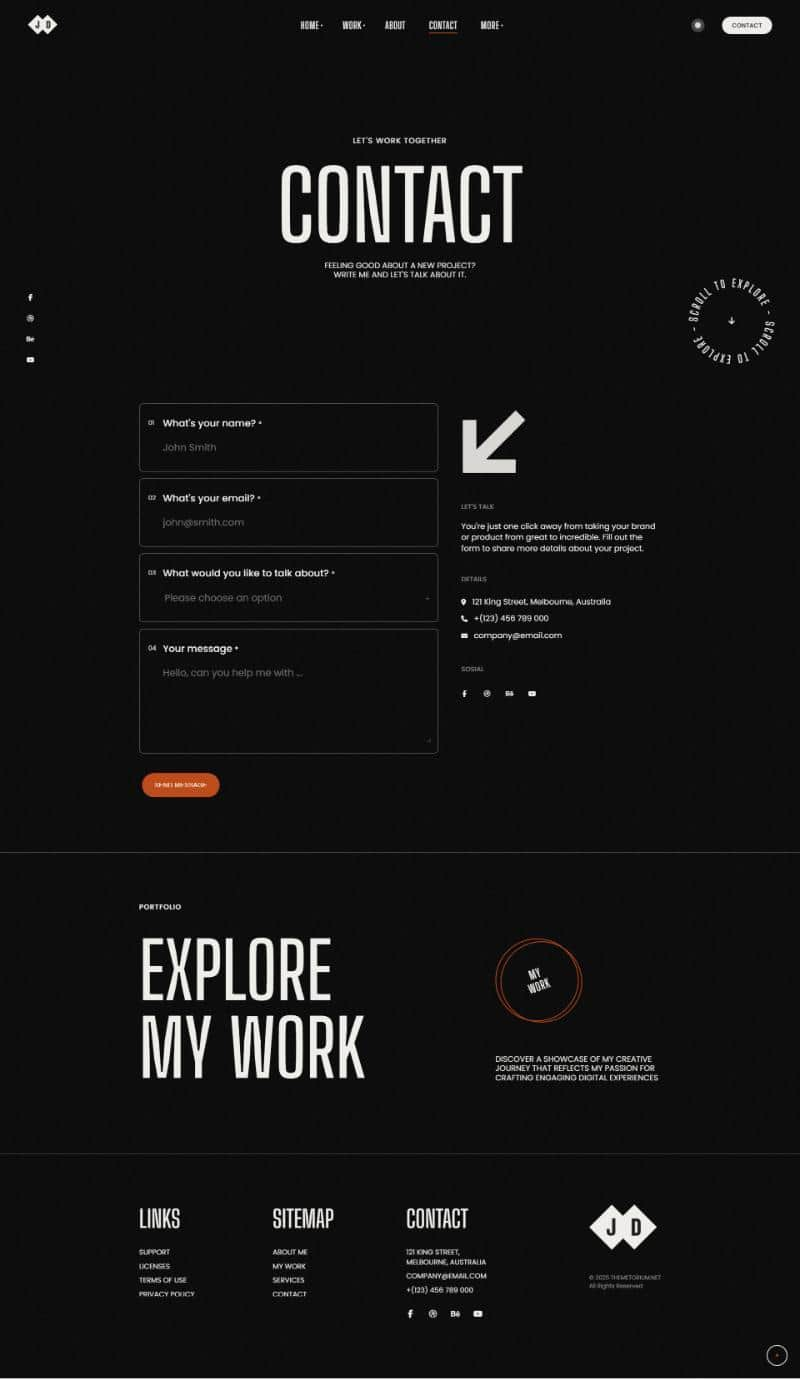 J D
HOME
WORK
ABOUT
CONTACT
MORE
CONTACT
LET'S WORK TOGETHER
CONTACT
FEELING GOOD ABOUT A NEW PROJECT?
WRITE ME AND LET'S TALK ABOUT IT.
SCROLL TO EXPLORE - SCROLL TO EXPLORE -
01 What's your name? *
John Smith
02 What's your email? *
john@smith.com
03 What would you like to talk about? *
Please choose an option
04 Your message *
Hello, can you help me with ...
SEND MESSAGE
LET'S TALK
You're just one click away from taking your brand
or product from great to incredible. Fill out the
form to share more details about your project.
DETAILS
121 King Street, Melbourne, Australia
+(123) 456 789 000
company@email.com
SOSIAL
Bē
PORTFOLIO
EXPLORE
MY WORK
MY
WORK
DISCOVER A SHOWCASE OF MY CREATIVE
JOURNEY THAT REFLECTS MY PASSION FOR
CRAFTING ENGAGING DIGITAL EXPERIENCES
LINKS
SUPPORT
LICENSES
TERMS OF USE
PRIVACY POLICY
SITEMAP
ABOUT ME
MY WORK
SERVICES
CONTACT
CONTACT
121 KING STREET,
MELBOURNE, AUSTRALIA
COMPANY@EMAIL.COM
+(123) 456 789 000
Bē
J D
© 2025 THEMETORIUM.NET
All Rights Reserved